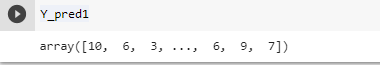 Y_pred1
array([10,  6,  3, ...,  6,  9,  7])